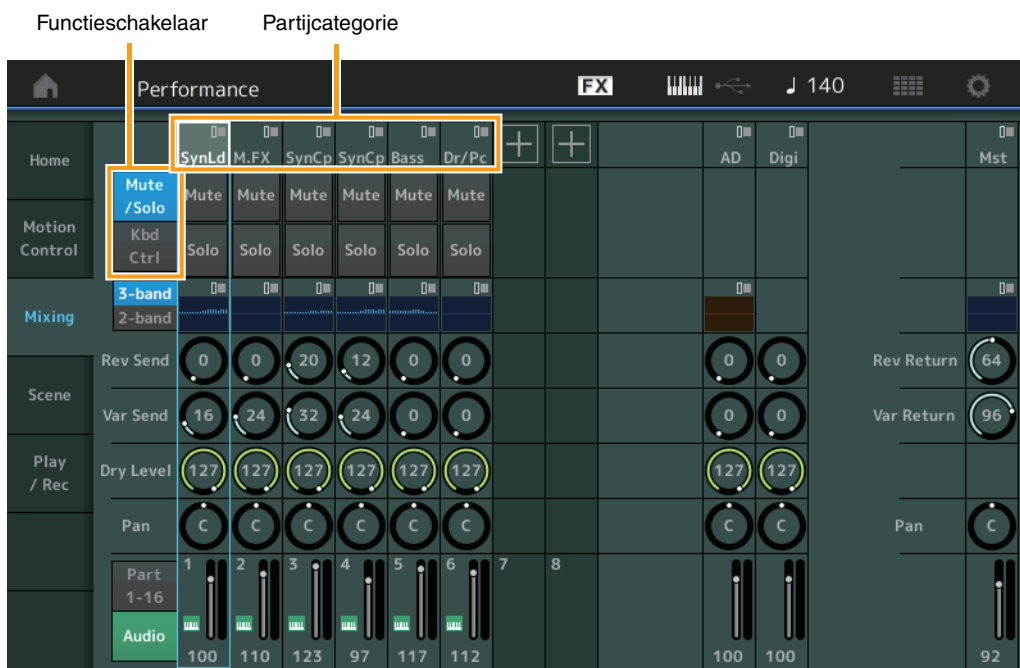 Functieschakelaar Partijcategorie
Performance FX 140
Home SynLd M.FX SynCp SynCp Bass Dr/Pc AD Digi Mst
Mute /Solo Mute Mute Mute Mute Mute Mute
Motion Control Kbd Ctrl Solo Solo Solo Solo Solo Solo
Mixing 3-band 2-band
Rev Send 0 0 20 12 0 0 0 0 Rev Return 64
Scene
Var Send 16 24 32 24 0 0 0 0 Var Return 96
Play / Rec
Dry Level 127 127 127 127 127 127 127 127
Pan C C C C C C C C Pan C
Part 1-16 1 2 3 4 5 6 7 8
Audio
100 110 123 97 117 112 100 100 92